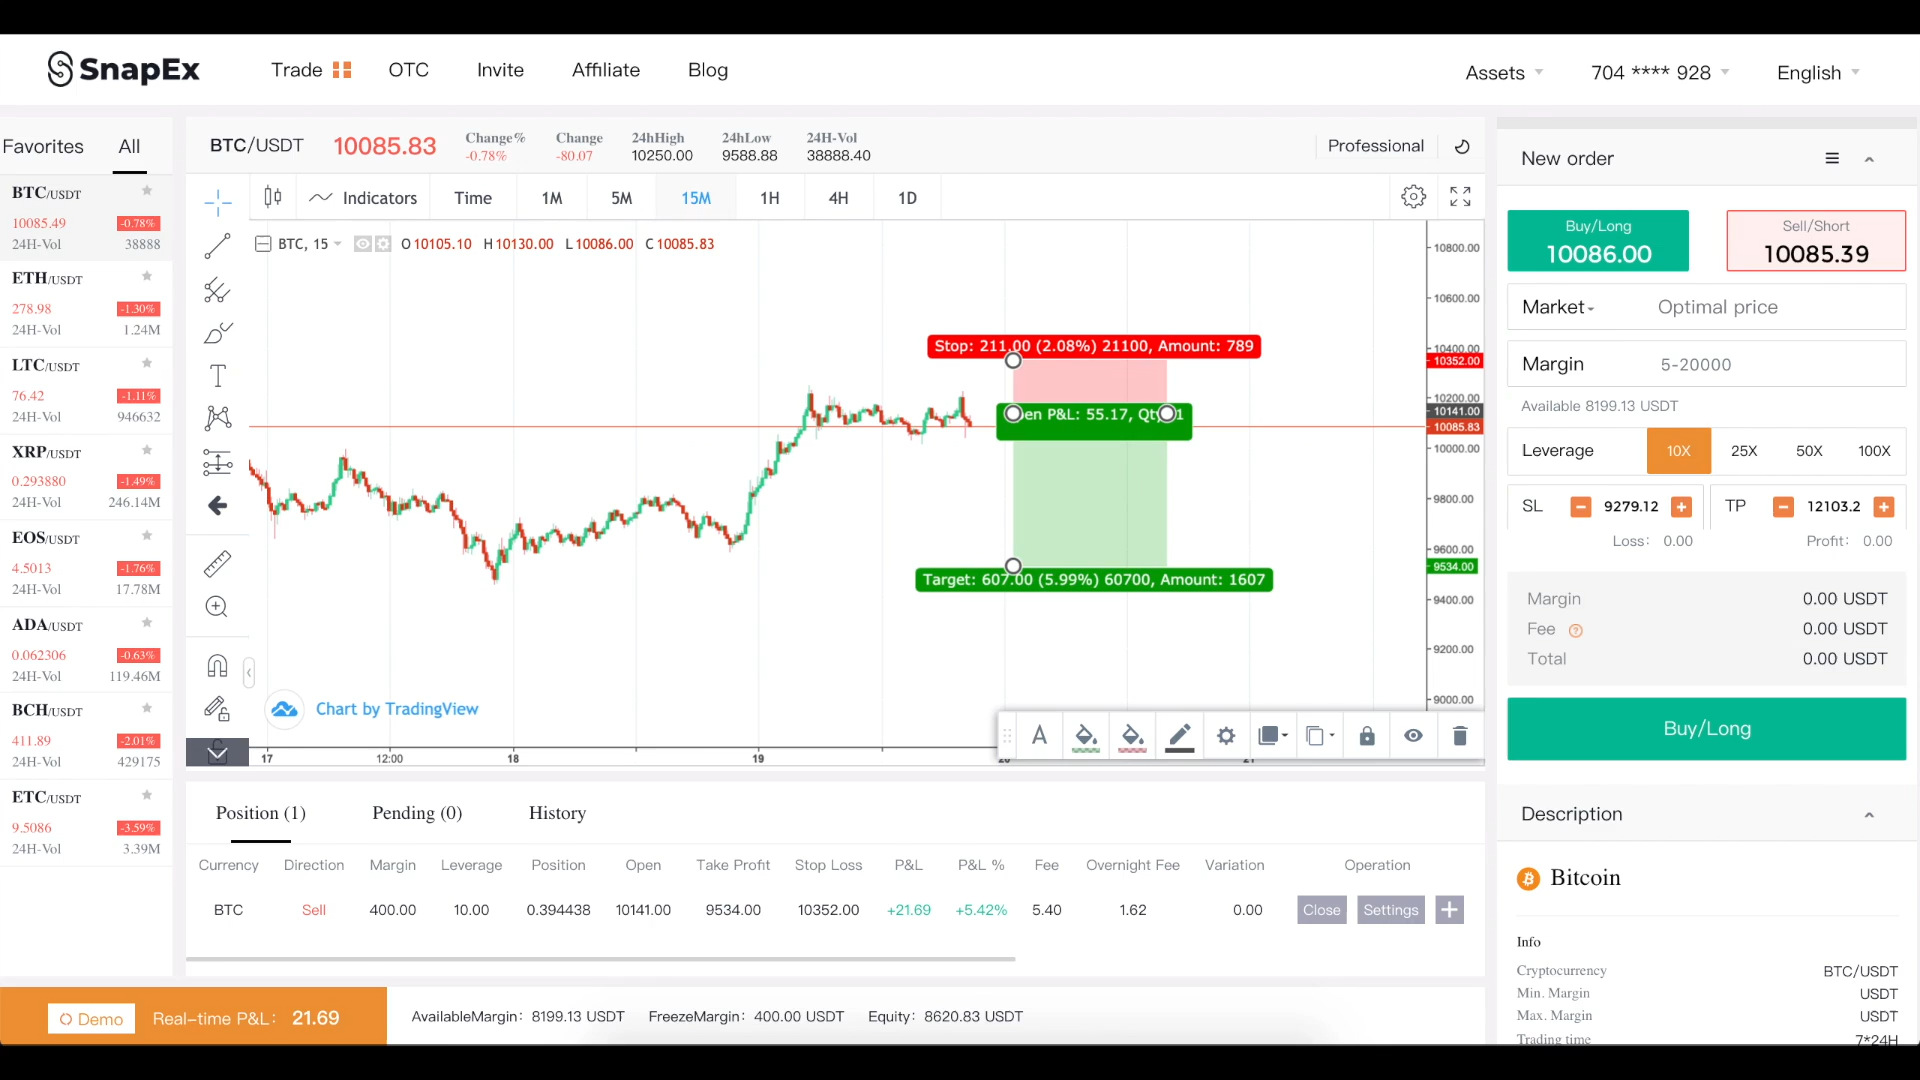 SnapEx
Trade OTC Invite Affiliate Blog
Assets 704 **** 928 English
Favorites All
BTC/USDT
10085.49 -0.78%
24H-Vol 38888
ETH/USDT
278.98 -1.30%
24H-Vol 1.24M
LTC/USDT
76.42 -1.11%
24H-Vol 946632
XRP/USDT
0.293880 -1.49%
24H-Vol 246.14M
EOS/USDT
4.5013 -1.76%
24H-Vol 17.78M
ADA/USDT
0.062306 -0.63%
24H-Vol 119.46M
BCH/USDT
411.89 -2.01%
24H-Vol 429175
ETC/USDT
9.5086 -3.59%
24H-Vol 3.39M
BTC/USDT 10085.83
Change% Change 24hHigh 24hLow 24H-Vol
-0.78% -80.07 10250.00 9588.88 38888.40
Professional
Indicators Time 1M 5M 15M 1H 4H 1D
BTC, 15 O 10105.10 H 10130.00 L 10086.00 C 10085.83
Stop: 211.00 (2.08%) 21100, Amount: 789
en P&L: 55.17, Qty 1
Target: 607.00 (5.99%) 60700, Amount: 1607
10800.00
10600.00
10400.00
10352.00
10200.00
10141.00
10085.83
10000.00
9800.00
9600.00
9534.00
9400.00
9200.00
9000.00
Chart by TradingView
17 12:00 18 19
Position (1) Pending (0) History
Currency Direction Margin Leverage Position Open Take Profit Stop Loss P&L P&L % Fee Overnight Fee Variation Operation
BTC Sell 400.00 10.00 0.394438 10141.00 9534.00 10352.00 +21.69 +5.42% 5.40 1.62 0.00 Close Settings +
Demo Real-time P&L: 21.69
AvailableMargin: 8199.13 USDT FreezeMargin: 400.00 USDT Equity: 8620.83 USDT
New order
Buy/Long Sell/Short
10086.00 10085.39
Market Optimal price
Margin 5-20000
Available 8199.13 USDT
Leverage 10X 25X 50X 100X
SL - 9279.12 + TP - 12103.2 +
Loss: 0.00 Profit: 0.00
Margin 0.00 USDT
Fee ? 0.00 USDT
Total 0.00 USDT
Buy/Long
Description
Bitcoin
Info
Cryptocurrency BTC/USDT
Min. Margin USDT
Max. Margin USDT
Trading time 7*24H